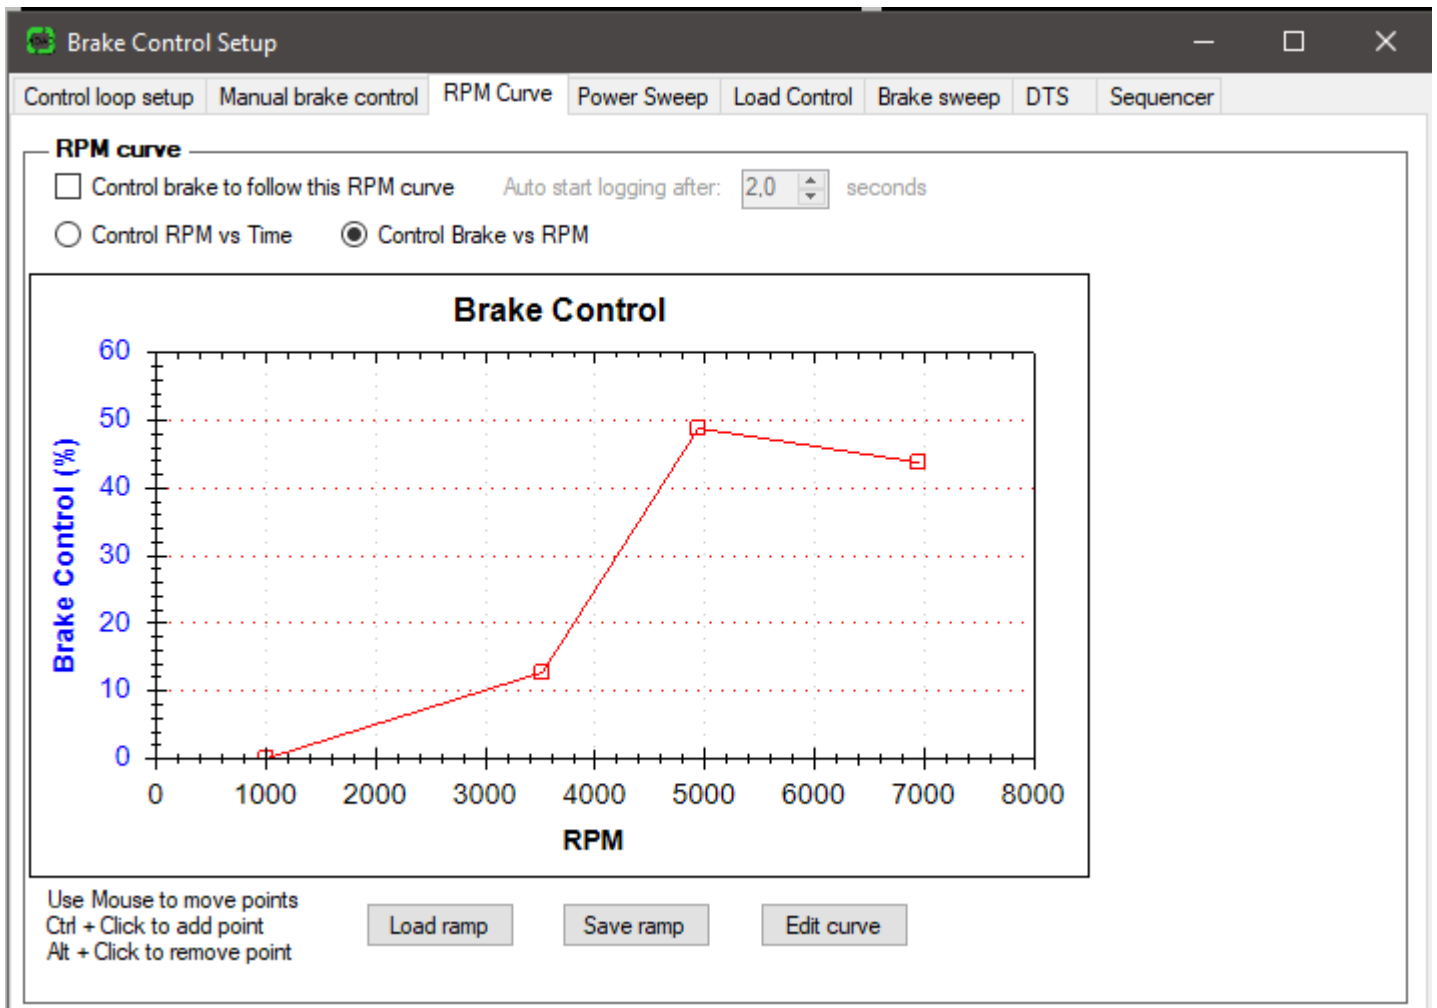 Brake Control Setup
Control loop setup Manual brake control RPM Curve Power Sweep Load Control Brake sweep DTS Sequencer
RPM curve
Control brake to follow this RPM curve Auto start logging after: 2,0 seconds
Control RPM vs Time Control Brake vs RPM
Brake Control
60
50
40
30
20
10
0
Brake Control (%)
0 1000 2000 3000 4000 5000 6000 7000 8000
RPM
Use Mouse to move points
Ctrl + Click to add point
Alt + Click to remove point
Load ramp Save ramp Edit curve